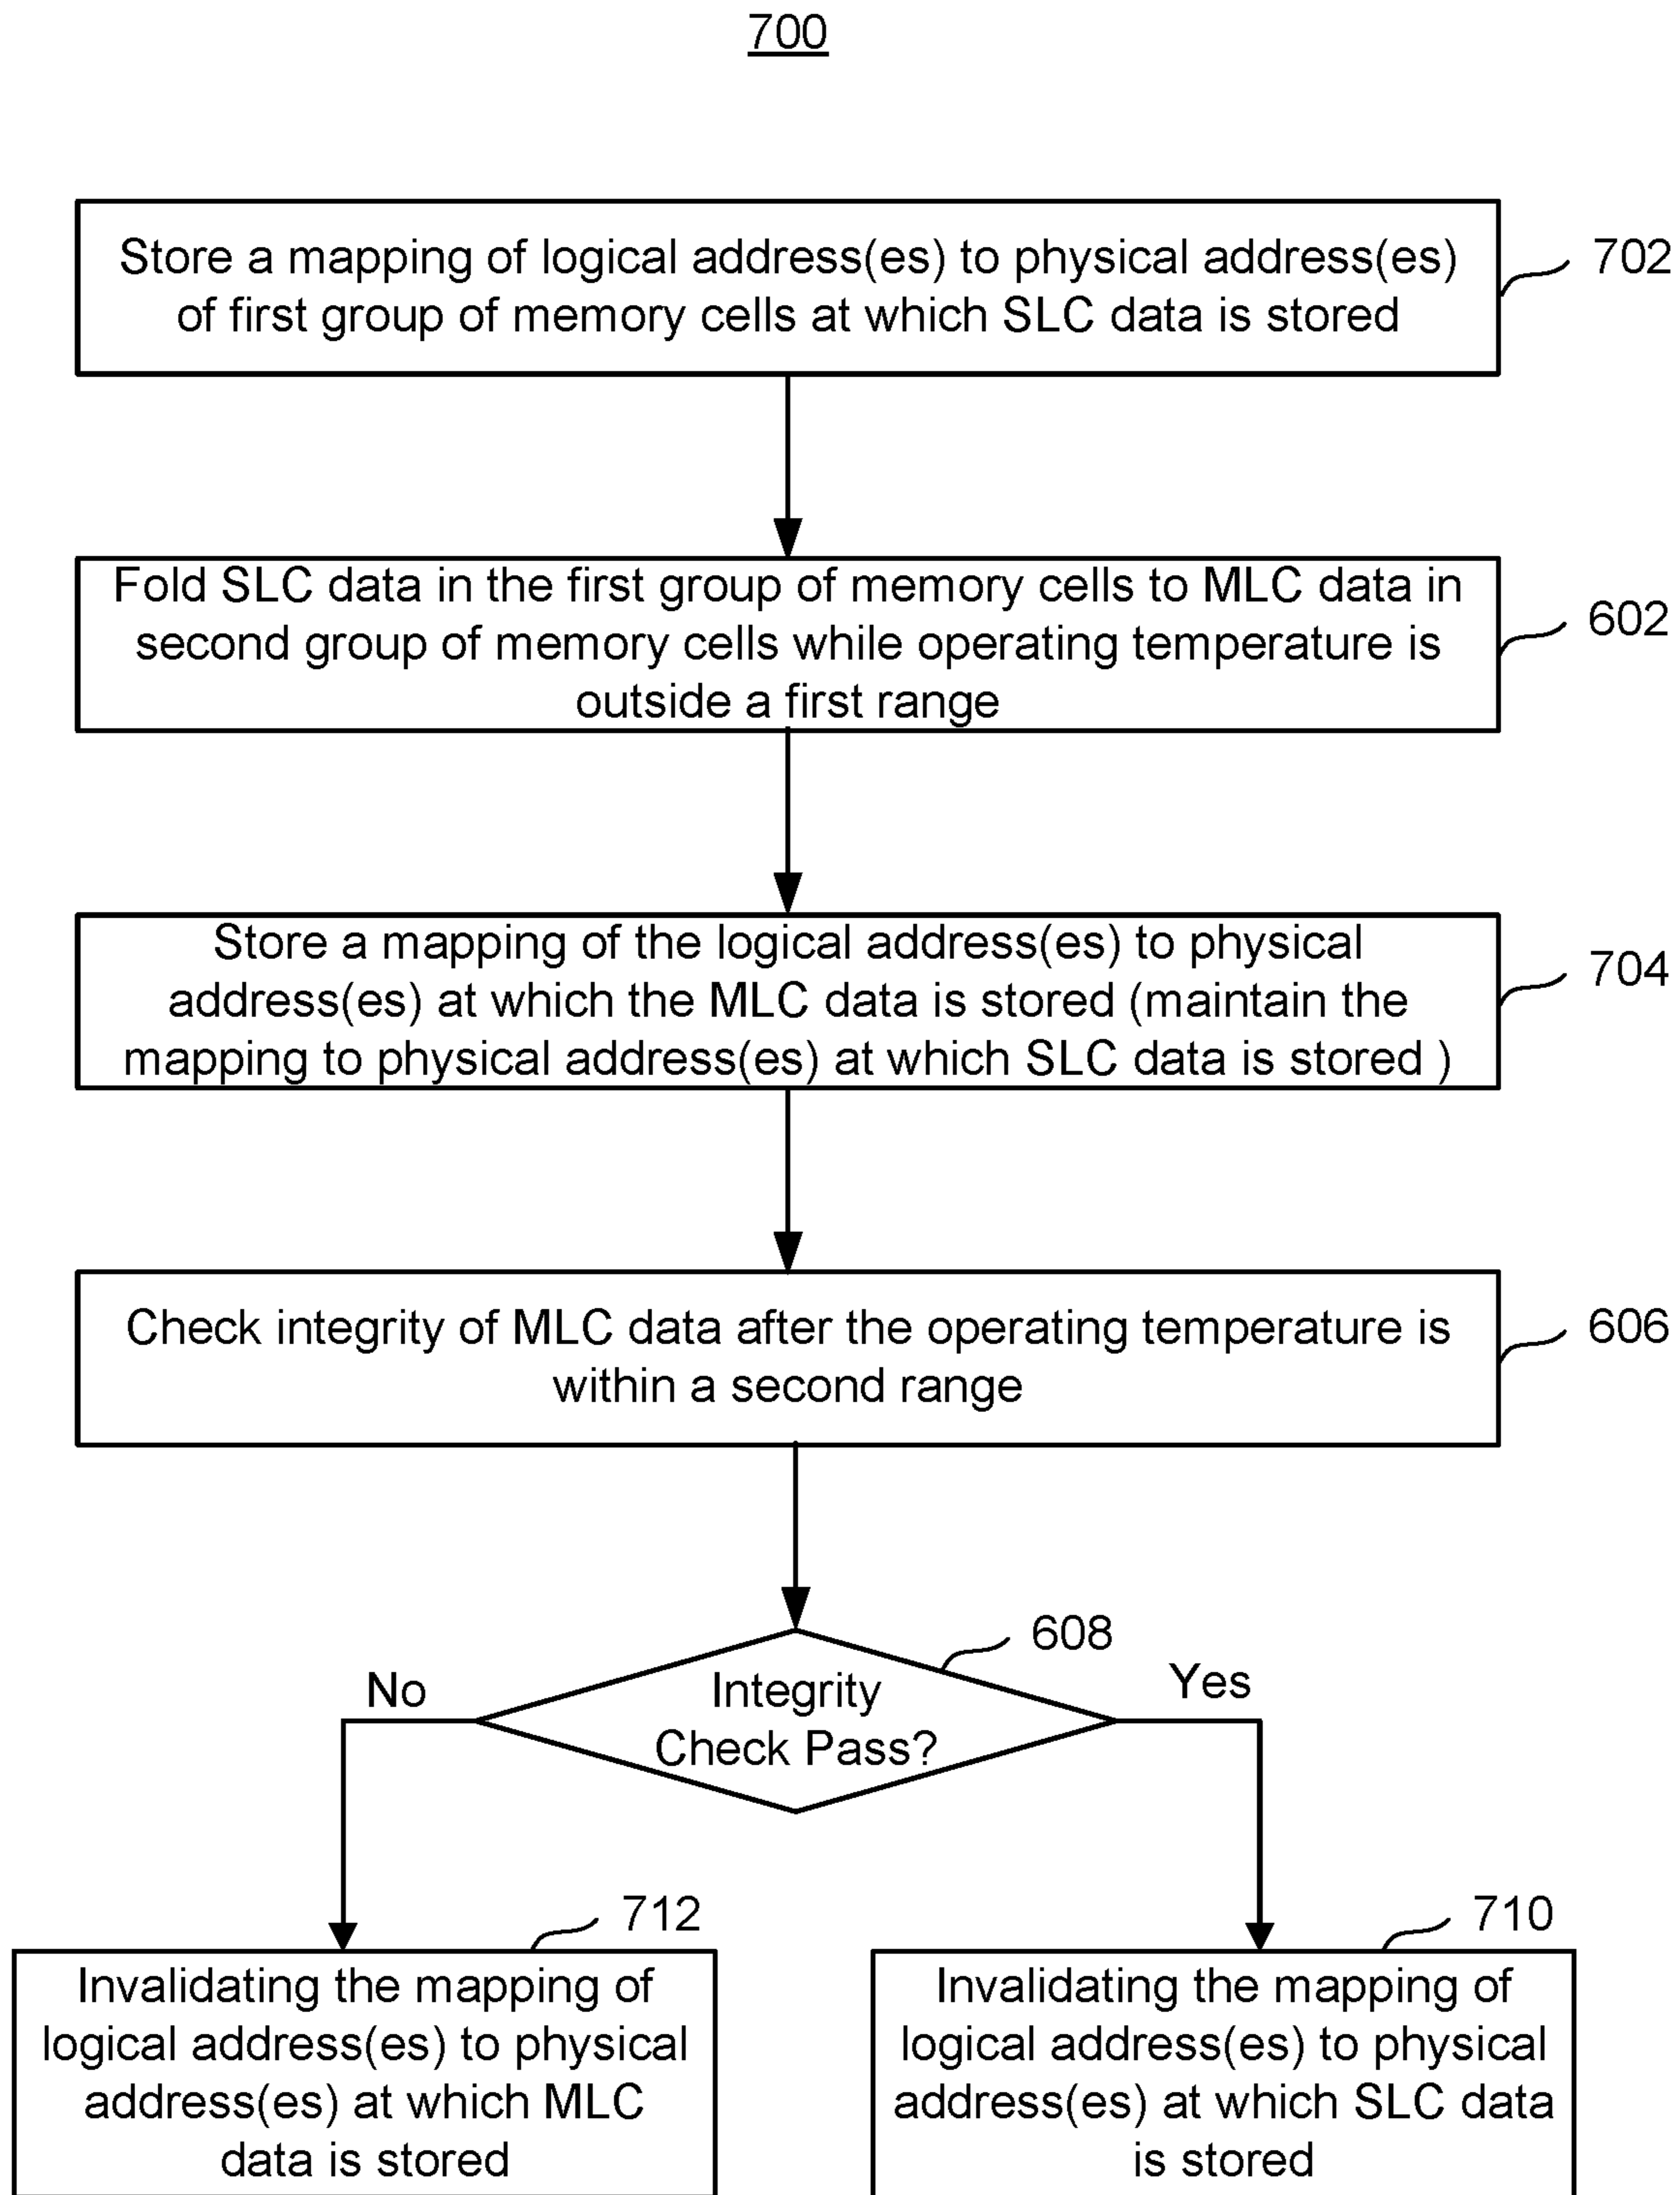 700
Store a mapping of logical address(es) to physical address(es)
of first group of memory cells at which SLC data is stored
702
Fold SLC data in the first group of memory cells to MLC data in
second group of memory cells while operating temperature is
outside a first range
602
Store a mapping of the logical address(es) to physical
address(es) at which the MLC data is stored (maintain the
mapping to physical address(es) at which SLC data is stored )
704
Check integrity of MLC data after the operating temperature is
within a second range
606
608
No
Integrity
Check Pass?
Yes
712
Invalidating the mapping of
logical address(es) to physical
address(es) at which MLC
data is stored
710
Invalidating the mapping of
logical address(es) to physical
address(es) at which SLC data
is stored